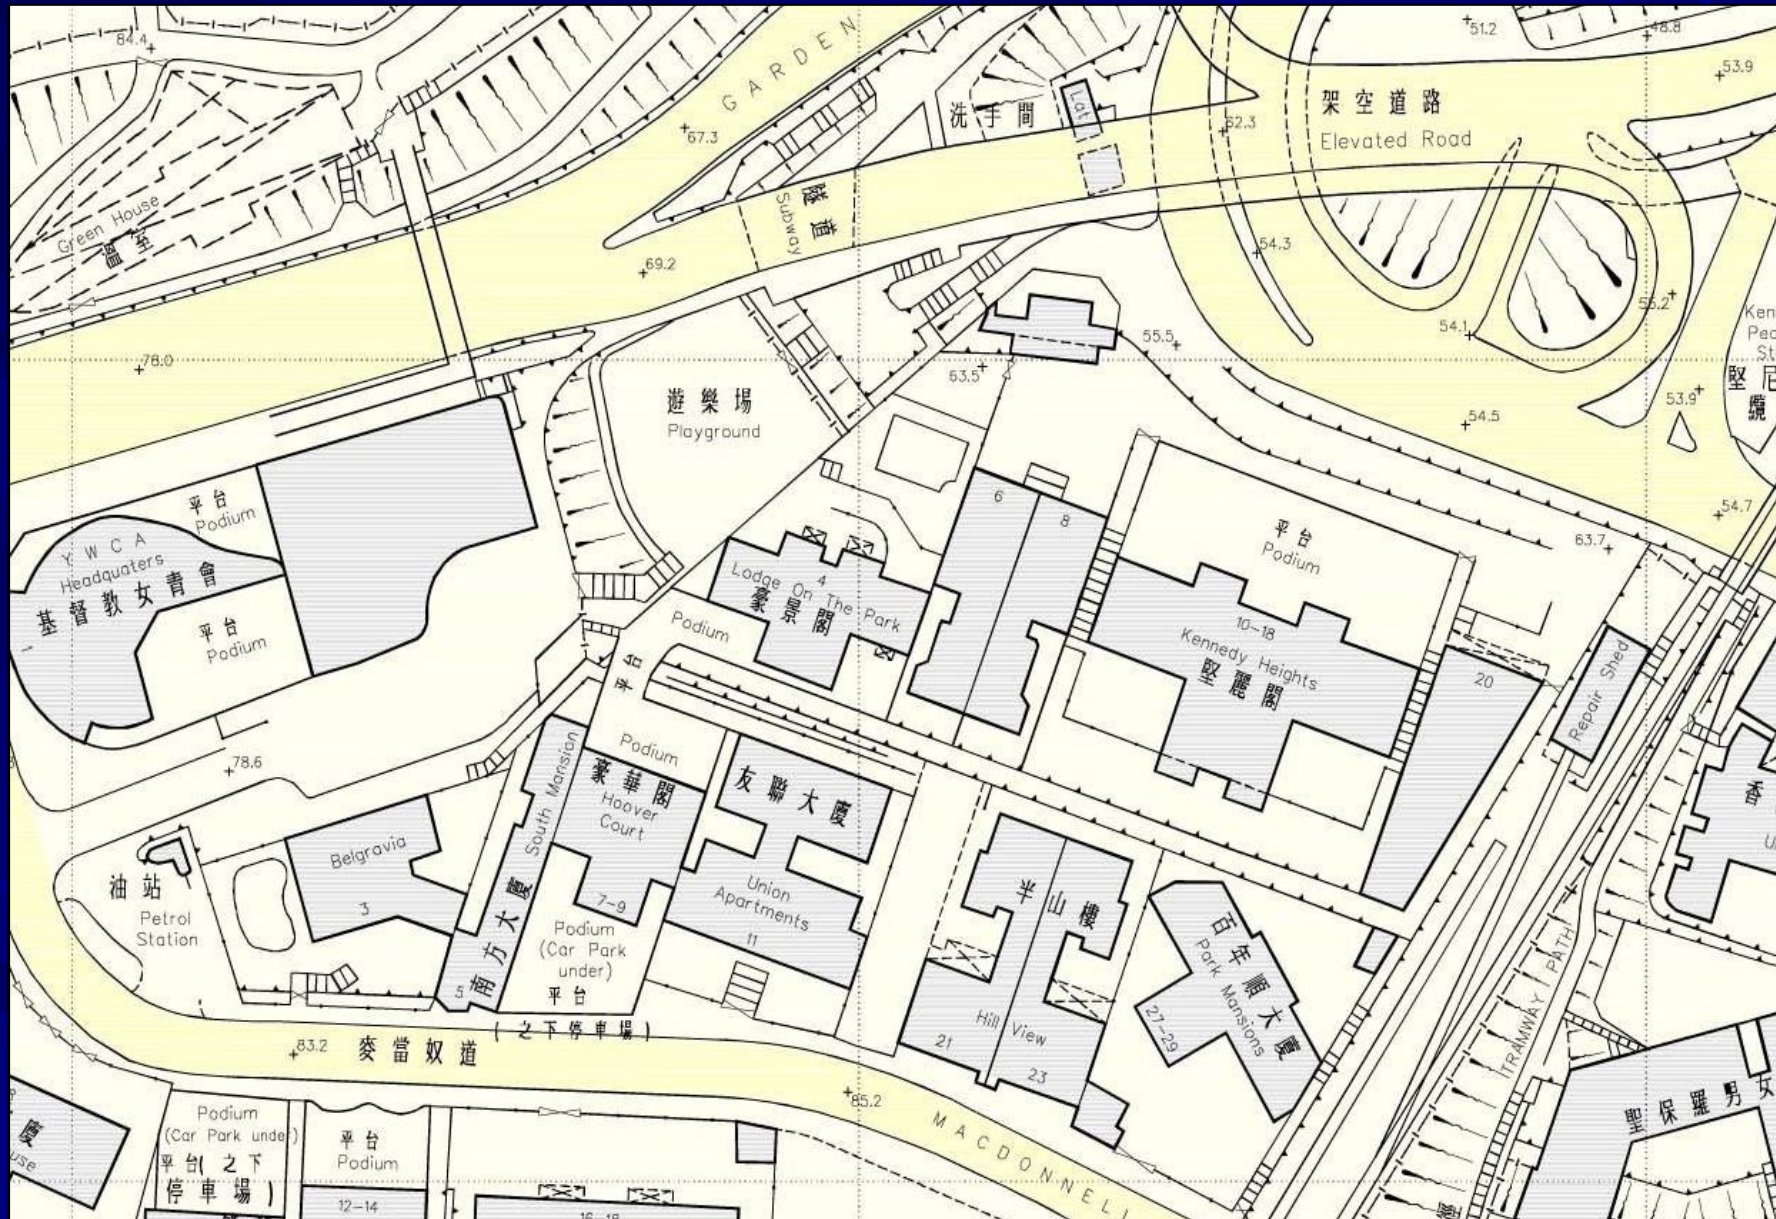 84.4
GARDEN
67.3
洗手間
Lat
62.3
架空道路
Elevated Road
51.2
48.8
53.9
Green House
溫室
隧道
Subway
69.2
54.3
55.2
54.1
78.0
遊樂場
Playground
63.5
55.5
54.5
53.9
54.7
63.7
堅尼
纜
平台
Podium
YWCA
Headquaters
基督教女青會
1
平台
Podium
6
8
平台
Podium
4
Lodge On The Park
豪景閣
Podium
平台
10-18
Kennedy Heights
堅麗閣
20
Repair Shed
78.6
Podium
South Mansion
南方大廈
5
豪華閣
Hoover
Court
7-9
友聯大廈
Union
Apartments
11
Belgravia
3
油站
Petrol
Station
Podium
(Car Park
under)
平台
(之下停車場)
半山樓
Hill View
21
23
百年順大廈
Park Mansions
27-29
TRAMWAY PATH
香
83.2
麥當奴道
85.2
MACDONNELL
聖保羅男女
廈
use
Podium
(Car Park under)
平台(之下
停車場)
平台
Podium
12-14
16-18